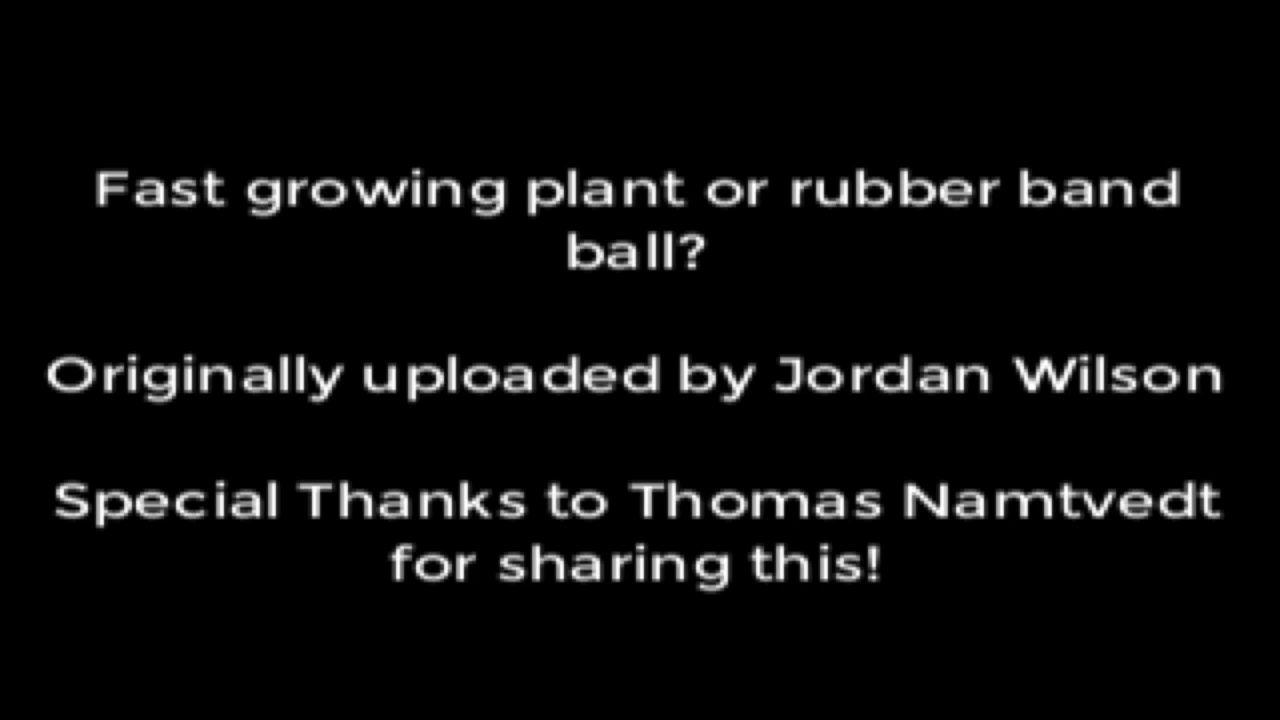 Fast growing plant or rubber band
ball?
Originally uploaded by Jordan Wilson
Special Thanks to Thomas Namtvedt
for sharing this!